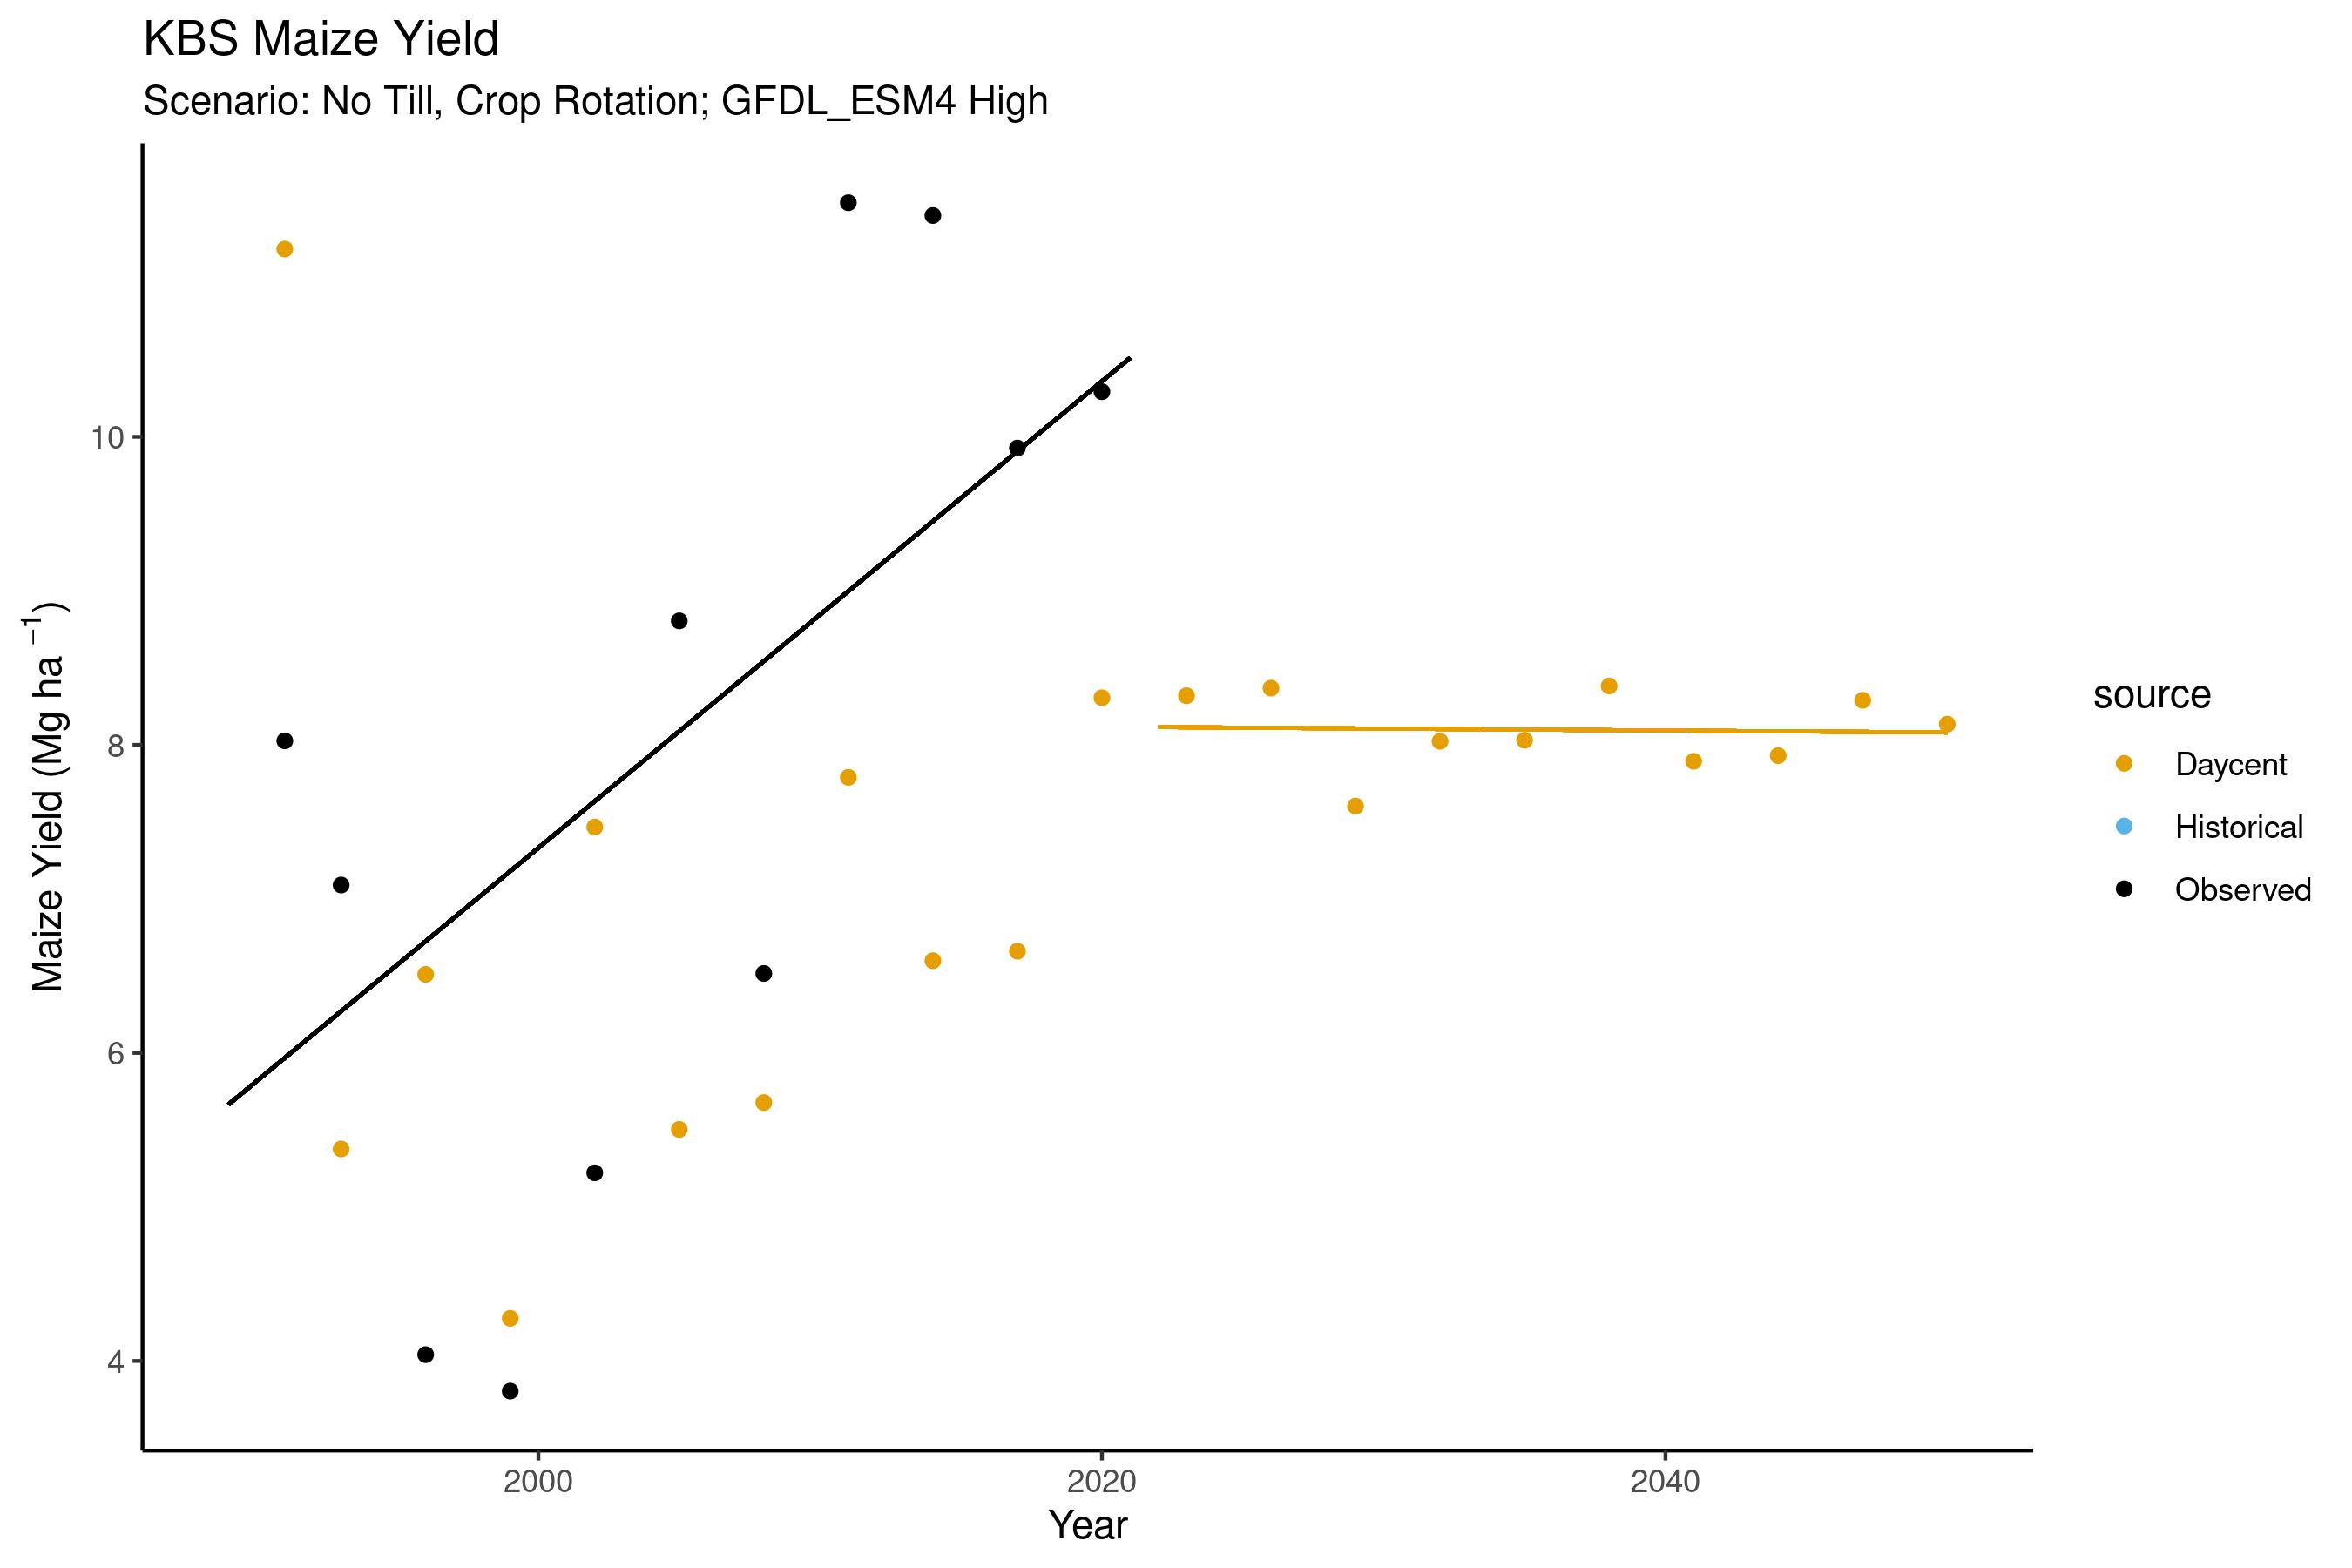 KBS Maize Yield
Scenario: No Till, Crop Rotation; GFDL_ESM4 High
Maize Yield (Mg ha −1)
10
8
6
4
2000
2020
2040
Year
source
Daycent
Historical
Observed